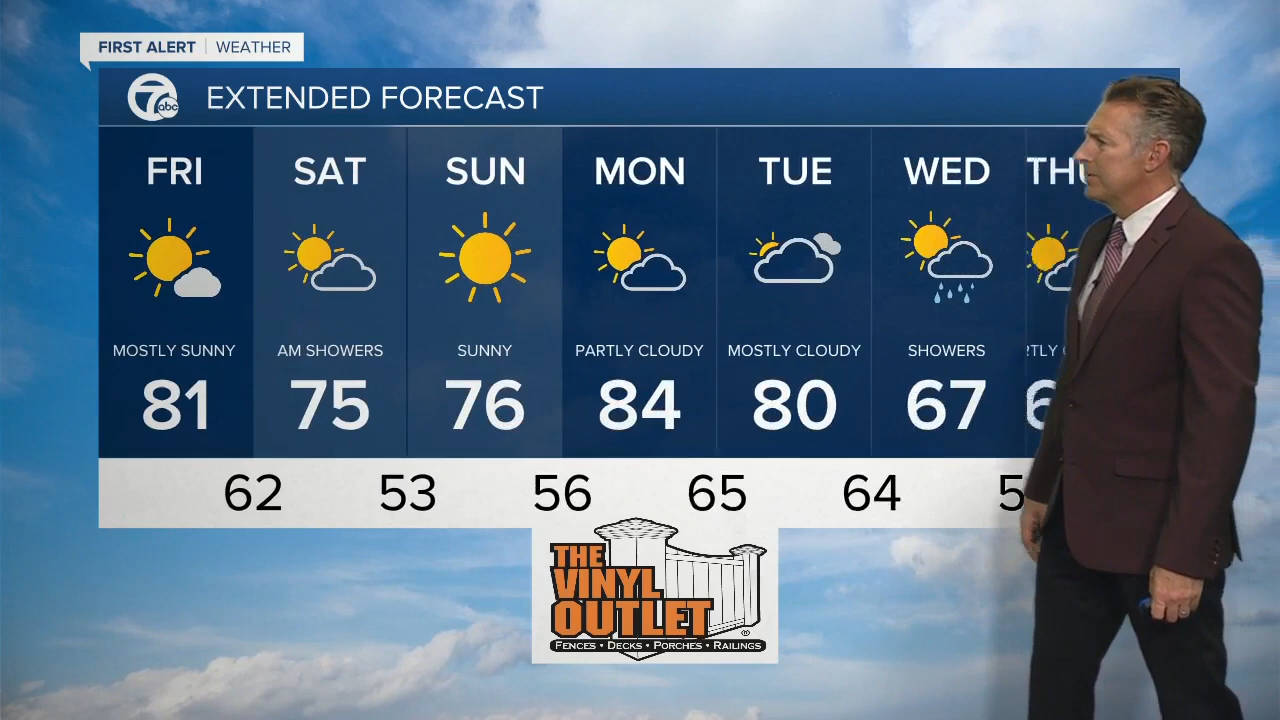 FIRST ALERT | WEATHER
7 abc EXTENDED FORECAST
FRI SAT SUN MON TUE WED
MOSTLY SUNNY AM SHOWERS SUNNY PARTLY CLOUDY MOSTLY CLOUDY SHOWERS
81 75 76 84 80 67
62 53 56 65 64
THE
VINYL
OUTLET
®
FENCES • DECKS • PORCHES • RAILINGS